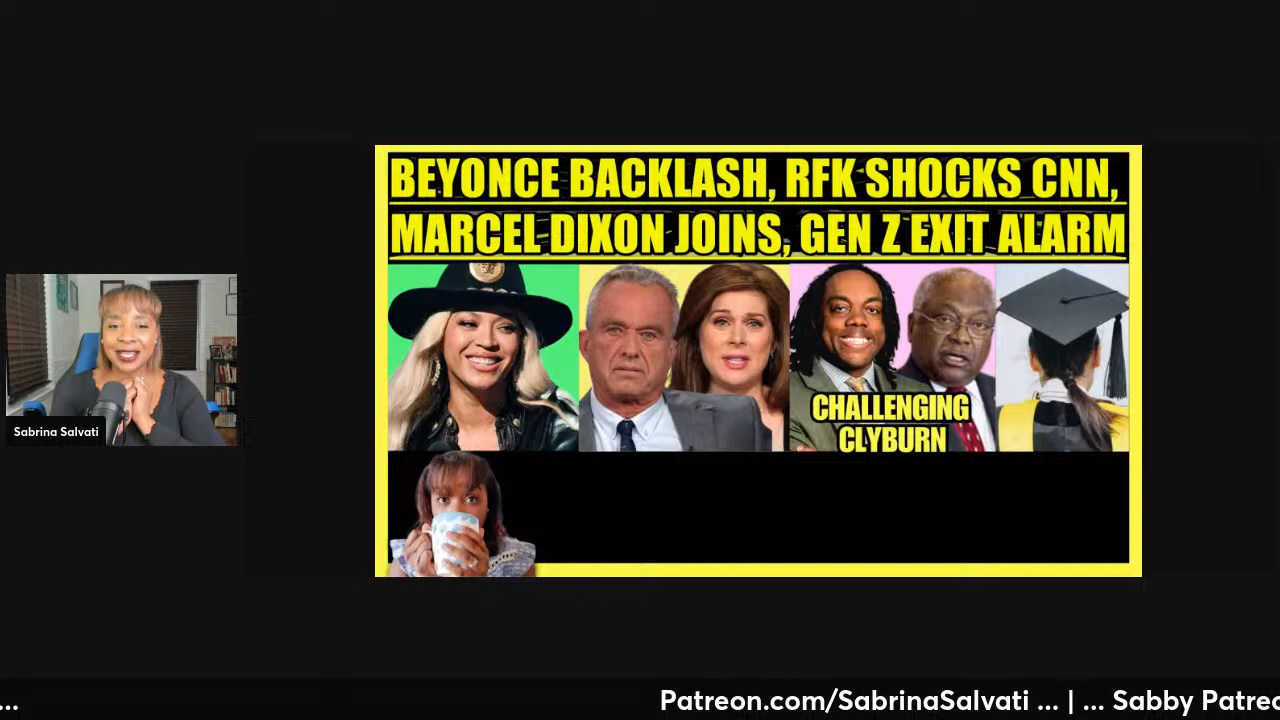 BEYONCE BACKLASH, RFK SHOCKS CNN,
MARCEL DIXON JOINS, GEN Z EXIT ALARM
CHALLENGING
CLYBURN
Sabrina Salvati
... Patreon.com/SabrinaSalvati ... | ... Sabby Patreo